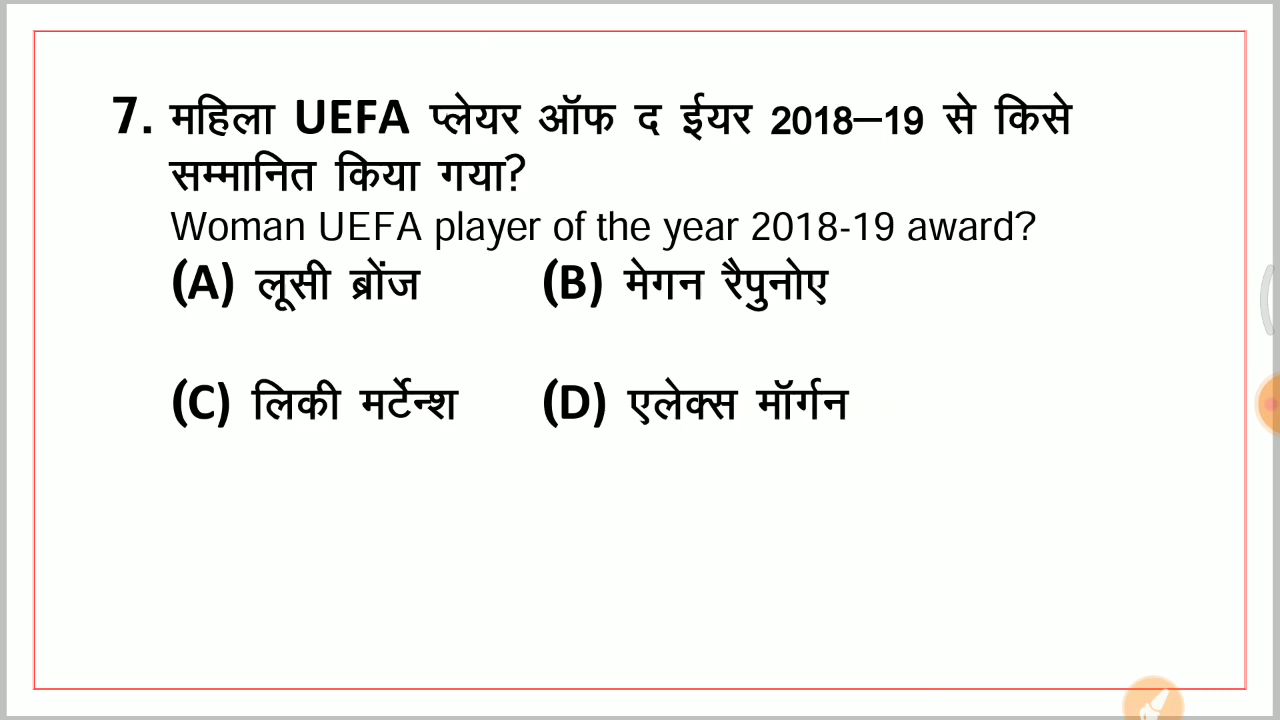 7. महिला UEFA प्लेयर ऑफ द ईयर 2018–19 से किसे
सम्मानित किया गया?
Woman UEFA player of the year 2018-19 award?
(A) लूसी ब्रोंज (B) मेगन रैपुनोए
(C) लिकी मर्टेन्श (D) एलेक्स मॉर्गन